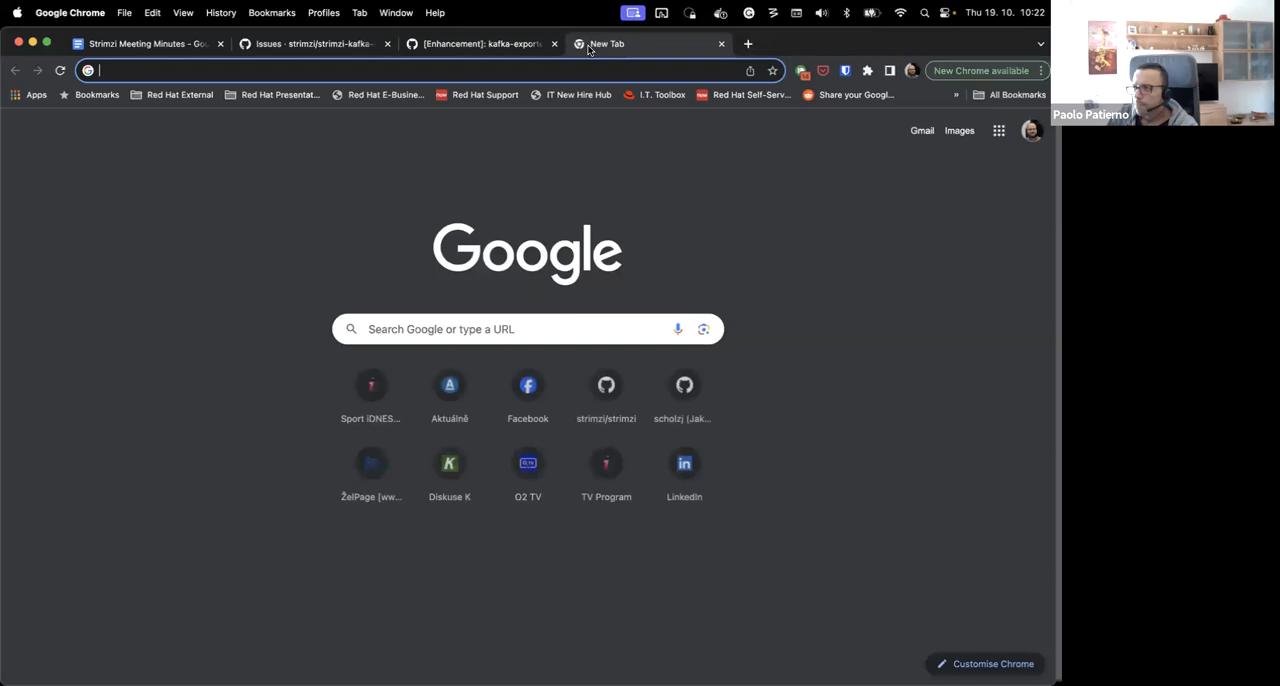 Google Chrome File Edit View History Bookmarks Profiles Tab Window Help Thu 19. 10. 10:22
Strimzi Meeting Minutes - Go Issues · strimzi/strimzi-kafka- [Enhancement]: kafka-export New Tab
New Chrome available
Apps Bookmarks Red Hat External Red Hat Presentat... Red Hat E-Busine... Red Hat Support IT New Hire Hub I.T. Toolbox Red Hat Self-Serv... Share your Googl... » All Bookmarks
Paolo Patierno
Gmail Images
Google
Search Google or type a URL
Sport iDNES... Aktuálně Facebook strimzi/strimzi scholzj (Jak...
ŽelPage [ww... Diskuse K O2 TV TV Program LinkedIn
Customise Chrome